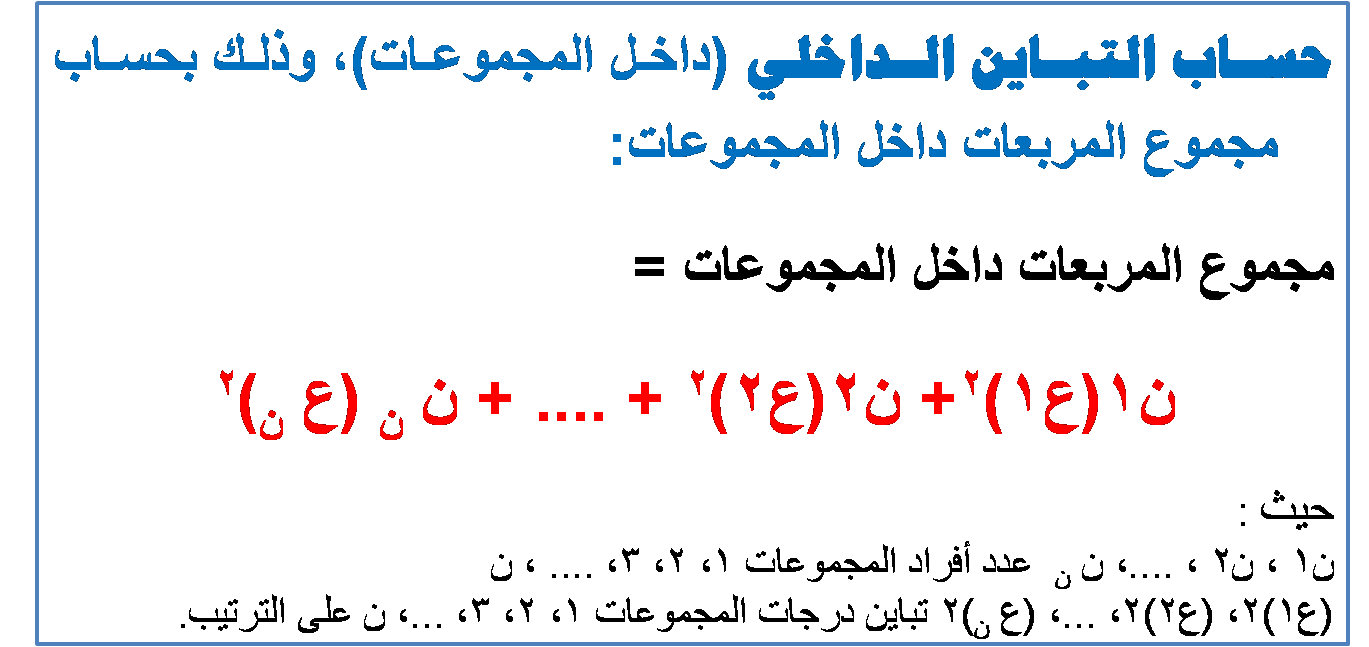 حساب التباين الداخلي (داخل المجموعات)، وذلك بحساب
مجموع المربعات داخل المجموعات:
مجموع المربعات داخل المجموعات =
ن١(ع١)٢+ ن٢(ع٢)٢ + .... + ن ن (ع ن)٢
حيث :
ن١ ، ن٢ ، ....، ن ن عدد أفراد المجموعات ١، ٢، ٣، .... ، ن
(ع١)٢، (ع٢)٢، ...، (ع ن)٢ تباين درجات المجموعات ١، ٢، ٣، ...، ن على الترتيب.